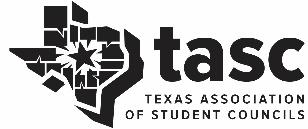 tasc
TEXAS ASSOCIATION
OF STUDENT COUNCILS